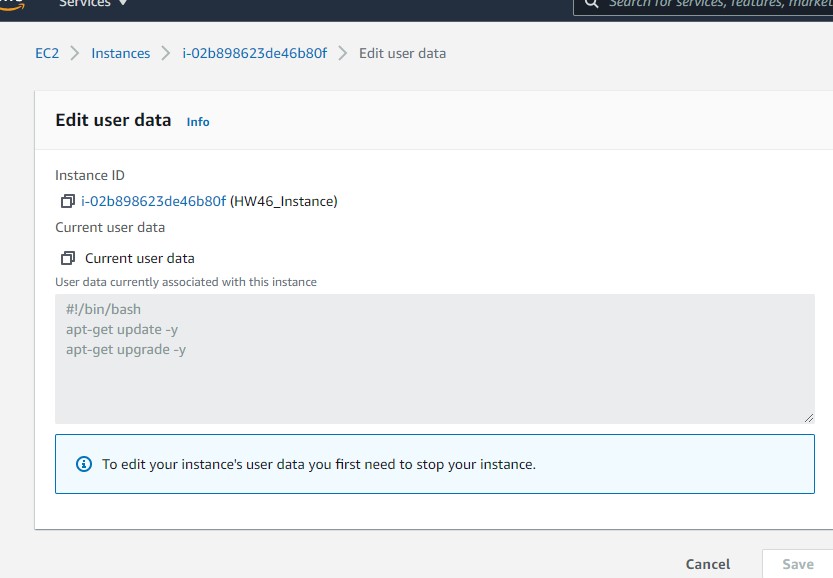 Services
Search for services, features, market
EC2 Instances i-02b898623de46b80f Edit user data
Edit user data Info
Instance ID
i-02b898623de46b80f (HW46_Instance)
Current user data
Current user data
User data currently associated with this instance
#!/bin/bash
apt-get update -y
apt-get upgrade -y
To edit your instance's user data you first need to stop your instance.
Cancel Save